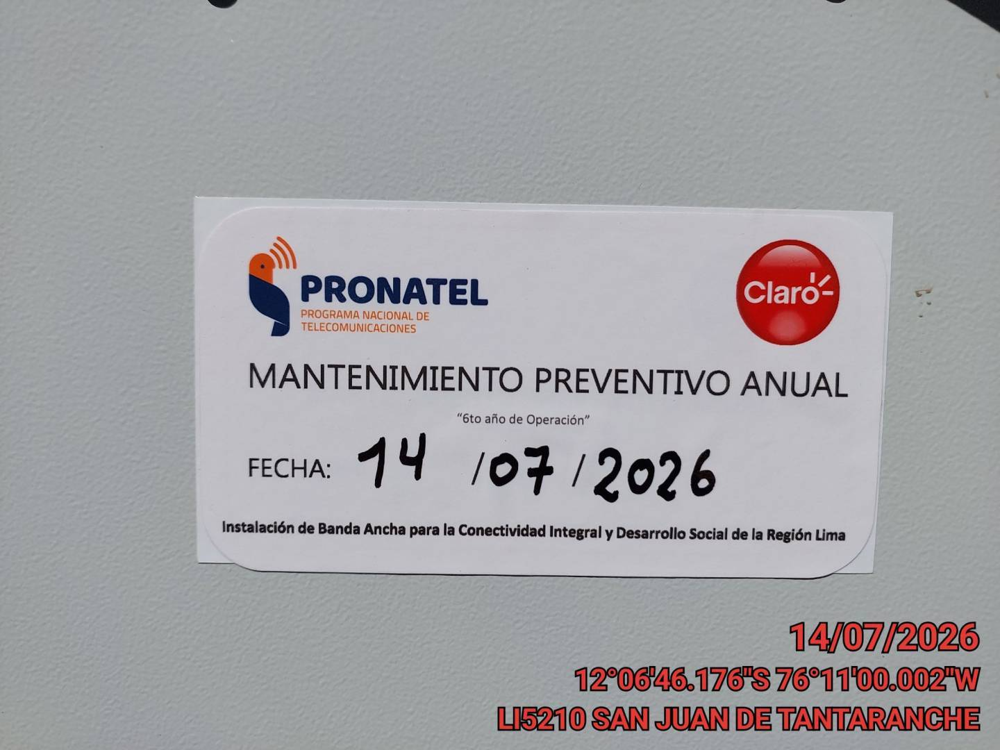 PRONATEL
PROGRAMA NACIONAL DE
TELECOMUNICACIONES
Claro
MANTENIMIENTO PREVENTIVO ANUAL
“6to año de Operación”
FECHA: 14 /07/2026
Instalación de Banda Ancha para la Conectividad Integral y Desarrollo Social de la Región Lima
14/07/2026
12°06'46.176"S 76°11'00.002"W
LI5210 SAN JUAN DE TANTARANCHE